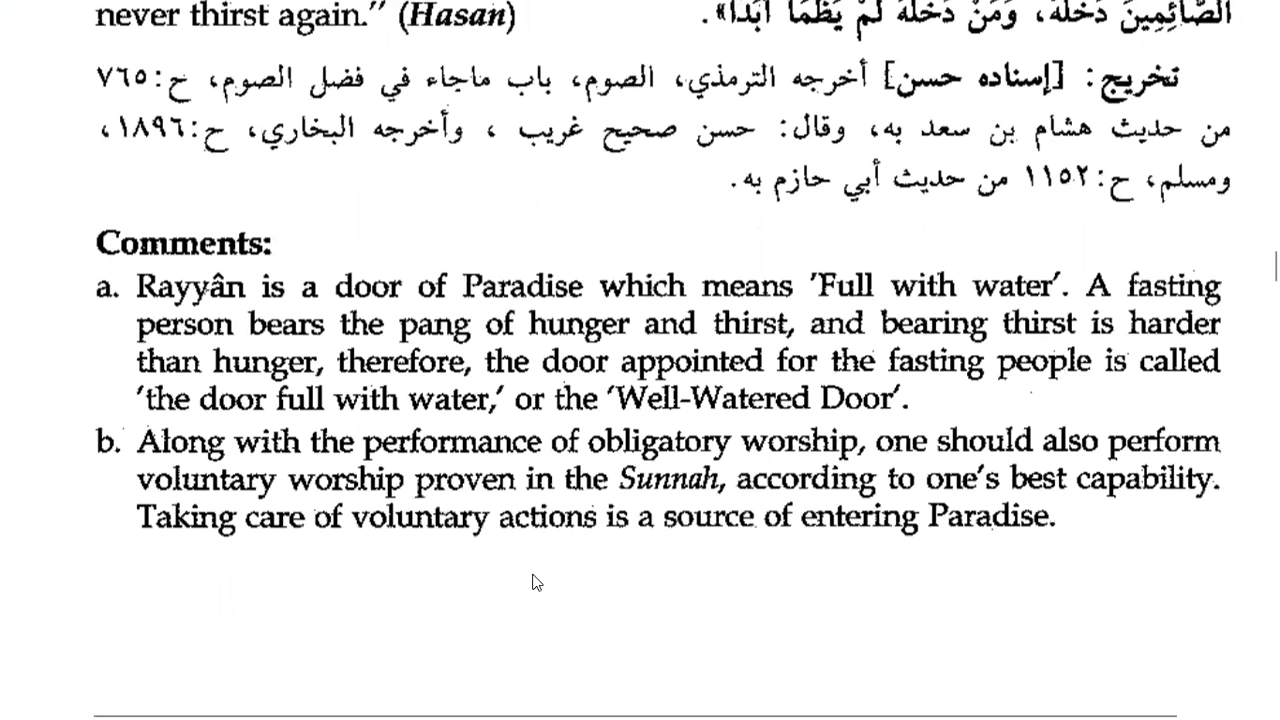 never thirst again.” (Hasan)
الصَّائِمِينَ دَخَلَهُ، وَمَنْ دَخَلَهُ لَمْ يَظْمَأْ أَبَدًا».
تخريج: [إسناده حسن] أخرجه الترمذي، الصوم، باب ماجاء في فضل الصوم، ح:٧٦٥
من حديث هشام بن سعد به، وقال: حسن صحيح غريب ، وأخرجه البخاري، ح:١٨٩٦،
ومسلم، ح:١١٥٢ من حديث أبي حازم به.
Comments:
a. Rayyân is a door of Paradise which means ′Full with water′. A fasting
person bears the pang of hunger and thirst, and bearing thirst is harder
than hunger, therefore, the door appointed for the fasting people is called
′the door full with water,′ or the ′Well-Watered Door′.
b. Along with the performance of obligatory worship, one should also perform
voluntary worship proven in the Sunnah, according to one′s best capability.
Taking care of voluntary actions is a source of entering Paradise.